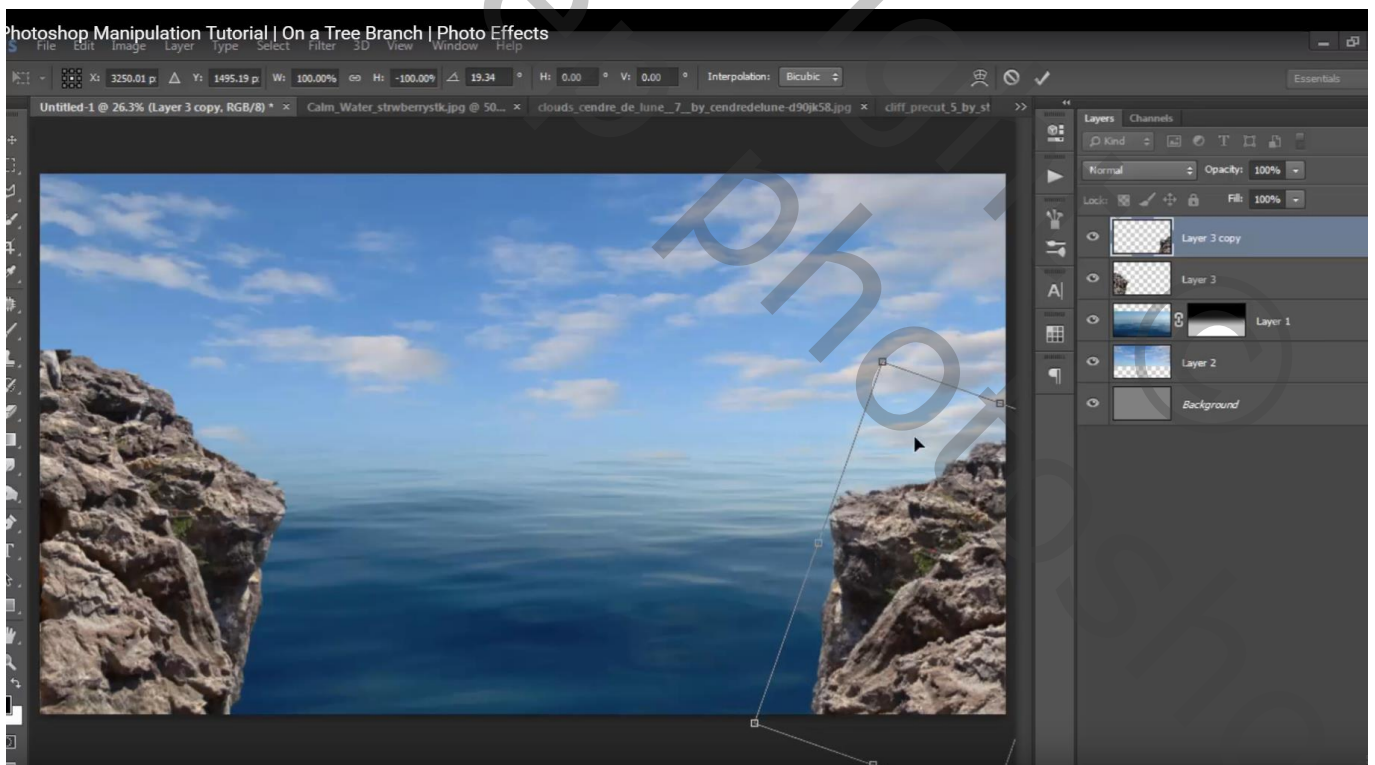 Photoshop Manipulation Tutorial | On a Tree Branch | Photo Effects
File Edit Image Layer Type Select Filter 3D View Window Help
X: 3250.01 p: Y: 1495.19 p: W: 100.00% H: -100.00% 19.34 ° H: 0.00 ° V: 0.00 ° Interpolation: Bicubic Essentials
Untitled-1 @ 26.3% (Layer 3 copy, RGB/8) * × Calm_Water_strwberrystk.jpg @ 50... × clouds_cendre_de_lune__7__by_cendredelune-d90jk58.jpg × cliff_precut_5_by_st >>
Layers Channels
Kind
Normal Opacity: 100%
Lock: Fill: 100%
Layer 3 copy
Layer 3
Layer 1
Layer 2
Background